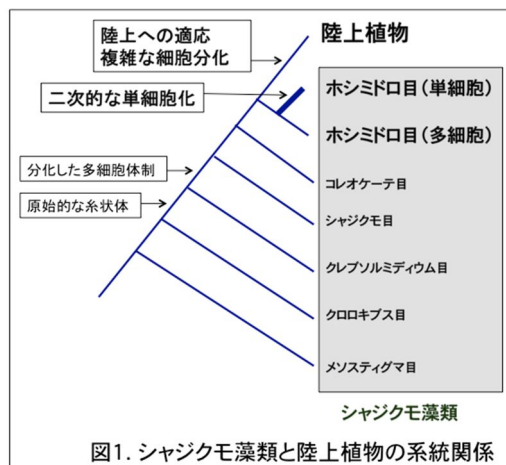 陸上への適応
複雑な細胞分化
陸上植物
二次的な単細胞化
ホシミドロ目(単細胞)
ホシミドロ目(多細胞)
分化した多細胞体制
コレオケーテ目
原始的な糸状体
シャジクモ目
クレブソルミディウム目
クロロキブス目
メソスティグマ目
シャジクモ藻類
図1. シャジクモ藻類と陸上植物の系統関係